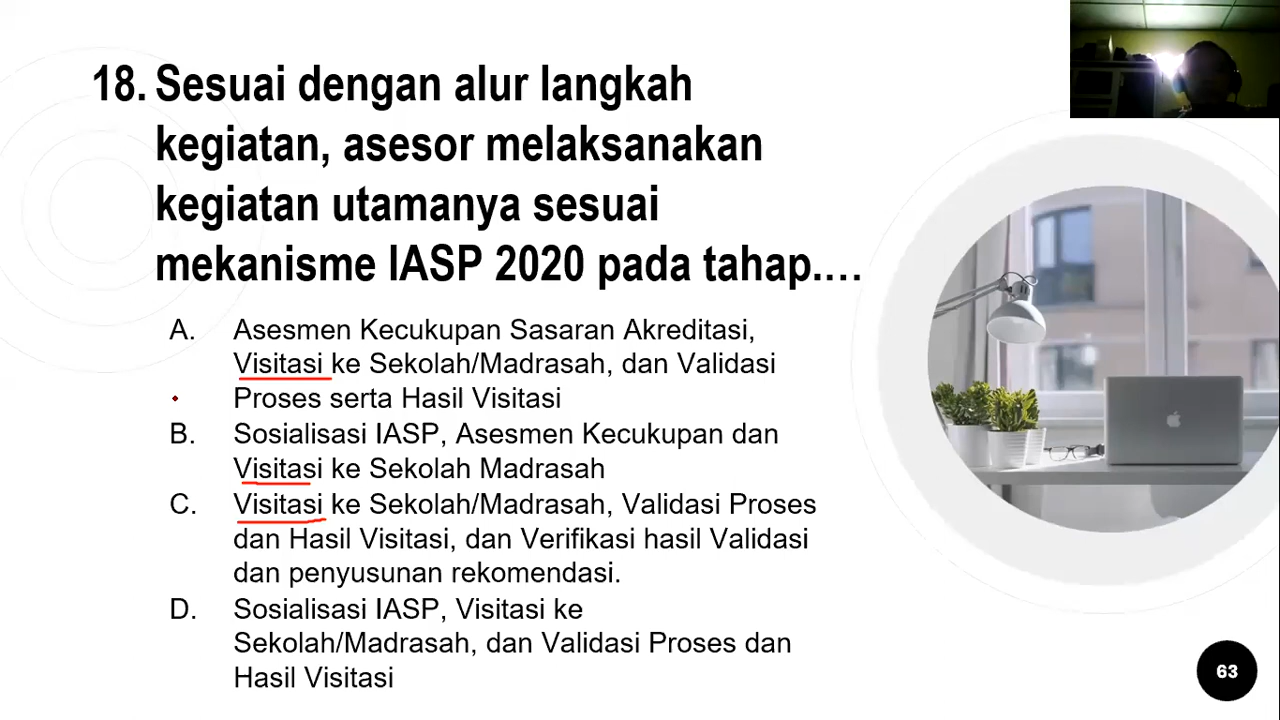 18. Sesuai dengan alur langkah
kegiatan, asesor melaksanakan
kegiatan utamanya sesuai
mekanisme IASP 2020 pada tahap....
A. Asesmen Kecukupan Sasaran Akreditasi,
Visitasi ke Sekolah/Madrasah, dan Validasi
Proses serta Hasil Visitasi
B. Sosialisasi IASP, Asesmen Kecukupan dan
Visitasi ke Sekolah Madrasah
C. Visitasi ke Sekolah/Madrasah, Validasi Proses
dan Hasil Visitasi, dan Verifikasi hasil Validasi
dan penyusunan rekomendasi.
D. Sosialisasi IASP, Visitasi ke
Sekolah/Madrasah, dan Validasi Proses dan
Hasil Visitasi
63